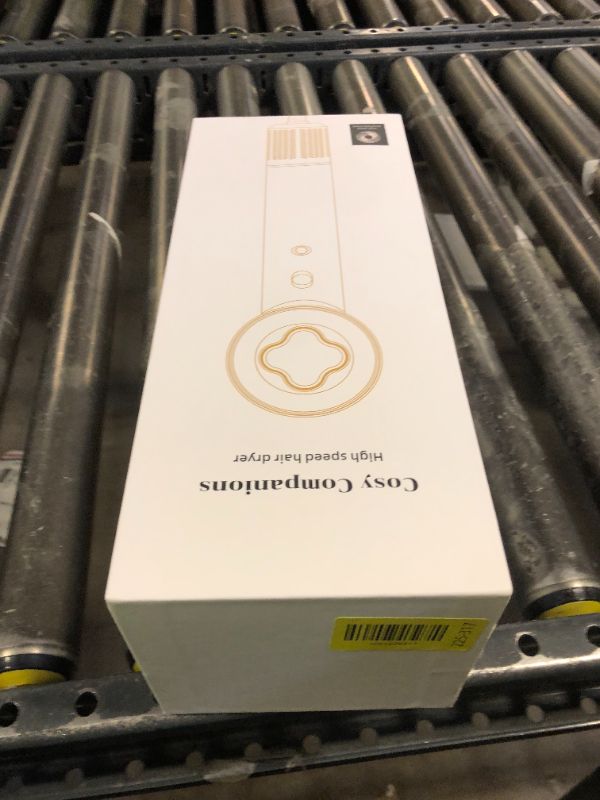 Cosy Companions
High speed hair dryer